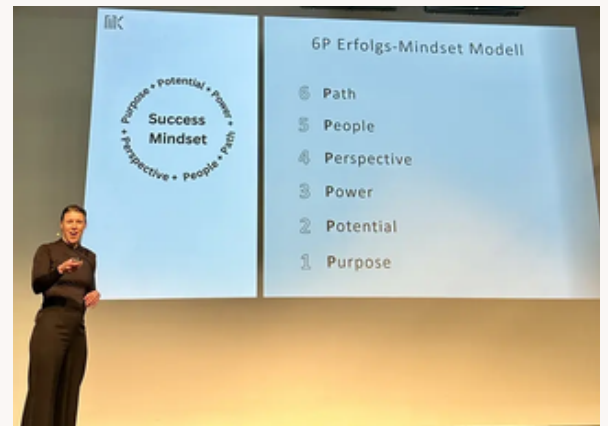 Purpose + Potential + Power + Path + People + Perspective +
Success
Mindset
6P Erfolgs-Mindset Modell
6 Path
5 People
4 Perspective
3 Power
2 Potential
1 Purpose